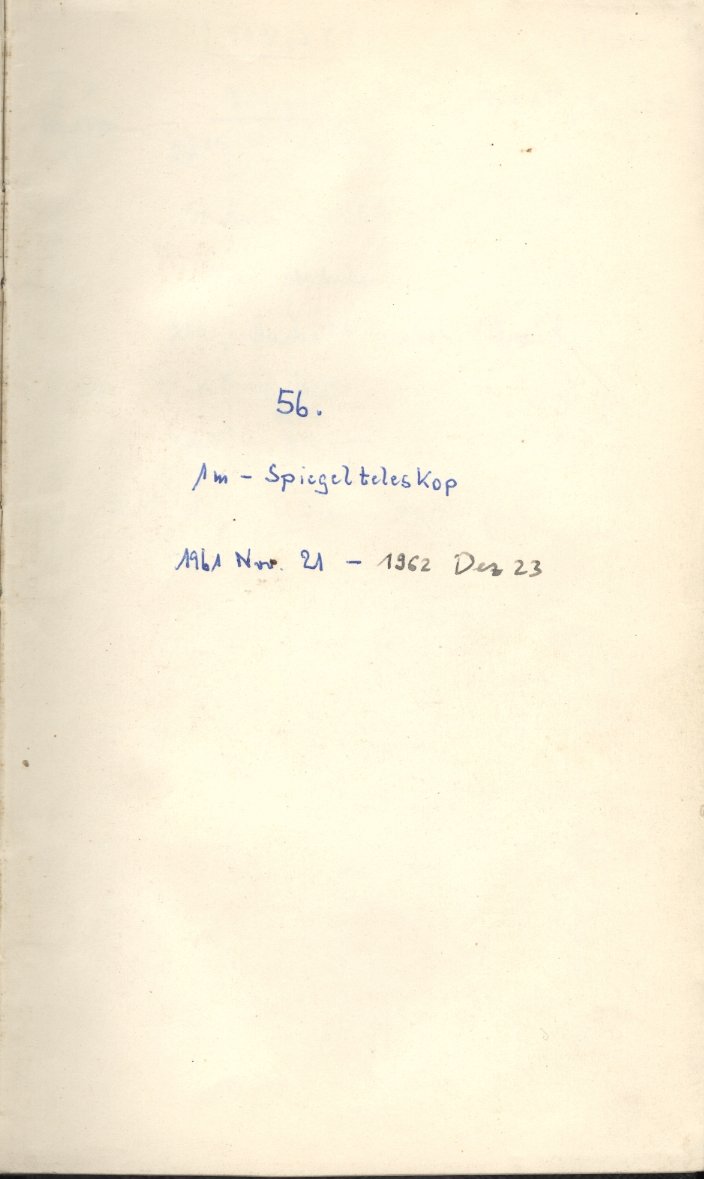 56.
1m - Spiegelteleskop
1961 Nov. 21 - 1962 Dez 23